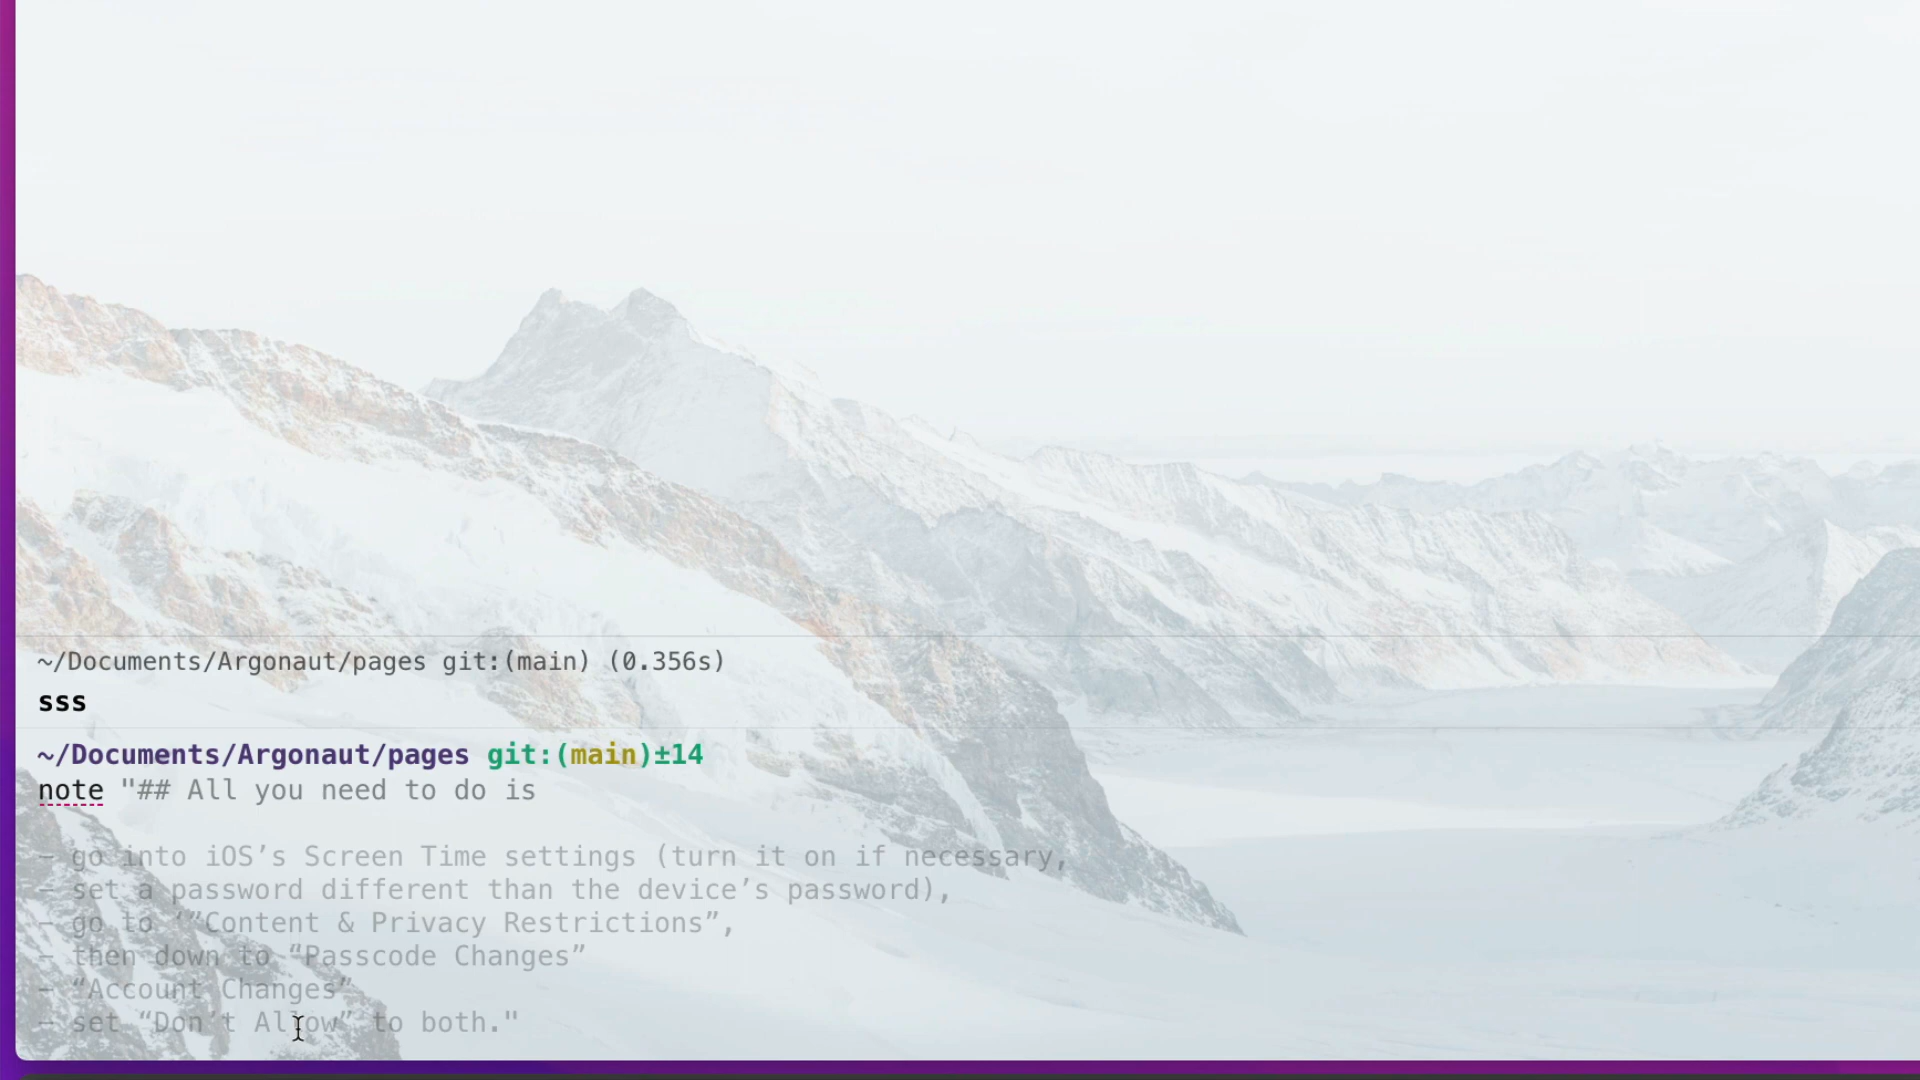 ~/Documents/Argonaut/pages git:(main) (0.356s)
sss
~/Documents/Argonaut/pages git:(main)±14
note "## All you need to do is
– go into iOS’s Screen Time settings (turn it on if necessary,
– set a password different than the device’s password),
– go to ‘”Content & Privacy Restrictions”,
– then down to “Passcode Changes”
– “Account Changes”
– set “Don’t Allow” to both."